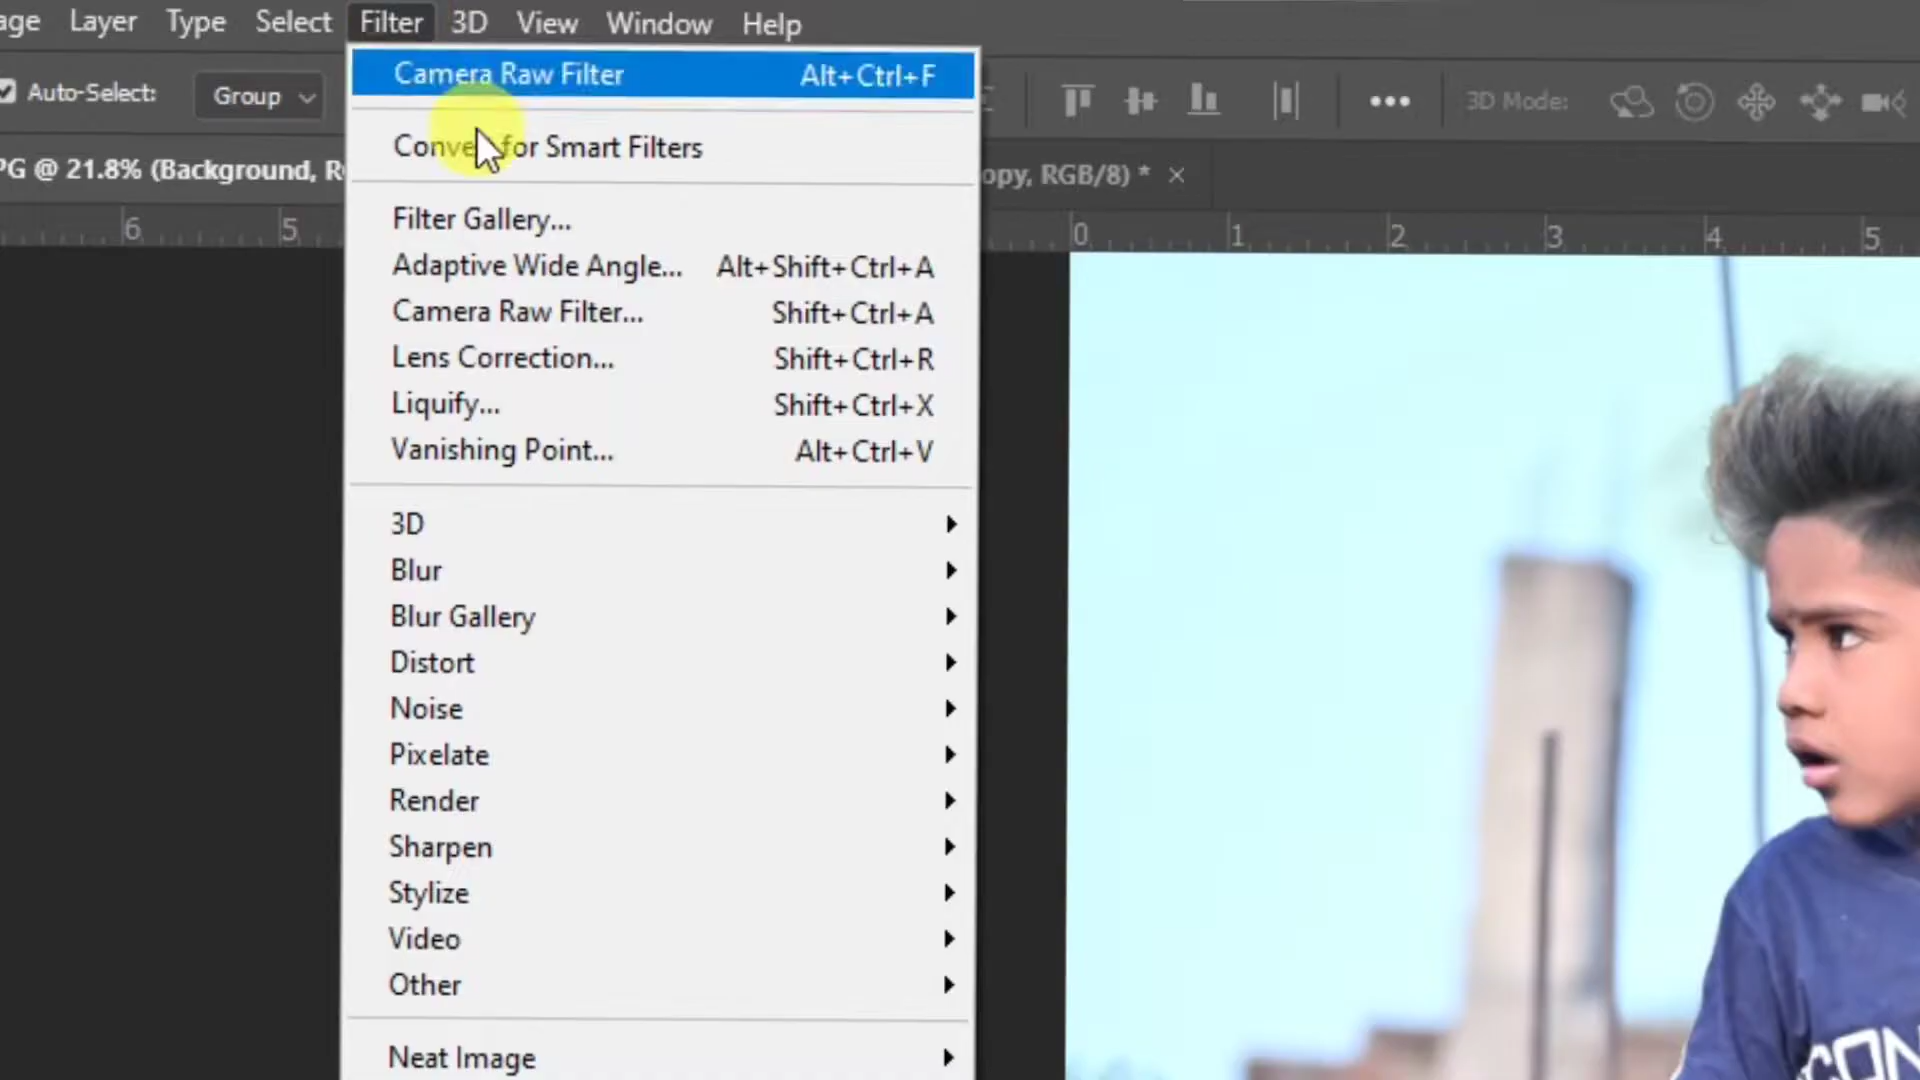 age Layer Type Select Filter 3D View Window Help
Auto-Select: Group
3D Mode:
PG @ 21.8% (Background, R
opy, RGB/8) * ×
6 5 0 1 2 3 4 5
Camera Raw Filter Alt+Ctrl+F
Convert for Smart Filters
Filter Gallery...
Adaptive Wide Angle... Alt+Shift+Ctrl+A
Camera Raw Filter... Shift+Ctrl+A
Lens Correction... Shift+Ctrl+R
Liquify... Shift+Ctrl+X
Vanishing Point... Alt+Ctrl+V
3D
Blur
Blur Gallery
Distort
Noise
Pixelate
Render
Sharpen
Stylize
Video
Other
Neat Image
CON